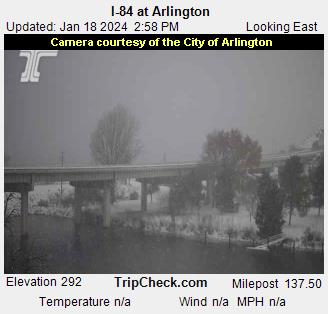 I-84 at Arlington
Updated: Jan 18 2024 2:58 PM Looking East
Camera courtesy of the City of Arlington
Elevation 292 TripCheck.com Milepost 137.50
Temperature n/a Wind n/a MPH n/a